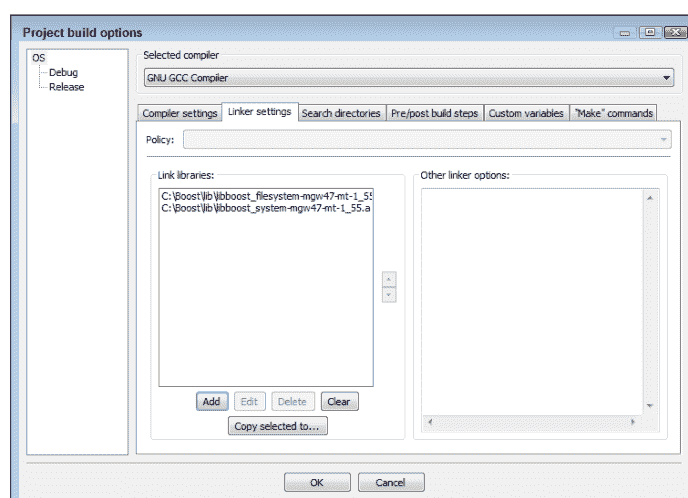 Project build options
OS
Debug
Release
Selected compiler
GNU GCC Compiler
Compiler settings Linker settings Search directories Pre/post build steps Custom variables "Make" commands
Policy:
Link libraries:
Other linker options:
C:\Boost\lib\libboost_filesystem-mgw47-mt-1_55
C:\Boost\lib\libboost_system-mgw47-mt-1_55.a
Add Edit Delete Clear
Copy selected to...
OK Cancel